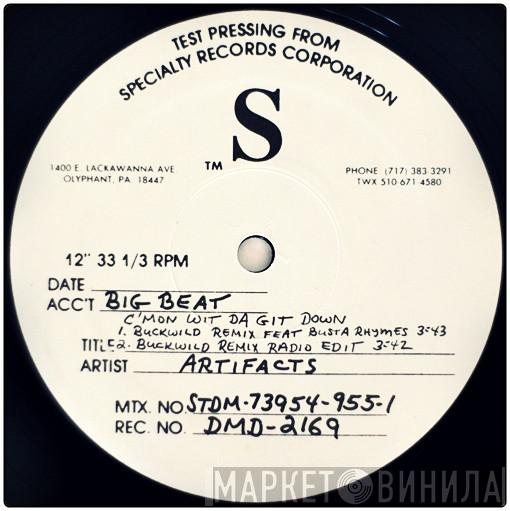 TEST PRESSING FROM
SPECIALTY RECORDS CORPORATION
S
TM
1400 E. LACKAWANNA AVE
OLYPHANT, PA 18447
PHONE: (717) 383-3291
TWX 510-671-4580
12" 33 1/3 RPM
DATE
ACC'T BIG BEAT
C'MON WIT DA GIT DOWN
1. BUCKWILD REMIX FEAT BUSTA RHYMES 3:43
TITLE 2. BUCKWILD REMIX RADIO EDIT 3:42
ARTIST ARTIFACTS
MTX. NO. STDM-73954-955-1
REC. NO. DMD-2169
МАРКЕТ ВИНИЛА